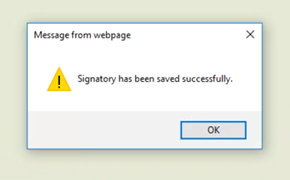 Message from webpage
Signatory has been saved successfully.
OK